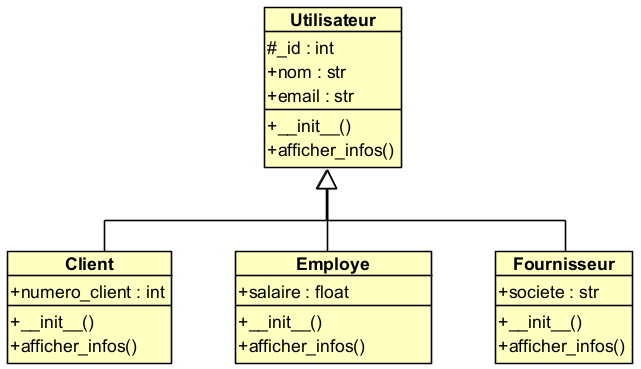 Utilisateur
#_id : int
+nom : str
+email : str
+__init__()
+afficher_infos()
Client
+numero_client : int
+__init__()
+afficher_infos()
Employe
+salaire : float
+__init__()
+afficher_infos()
Fournisseur
+societe : str
+__init__()
+afficher_infos()